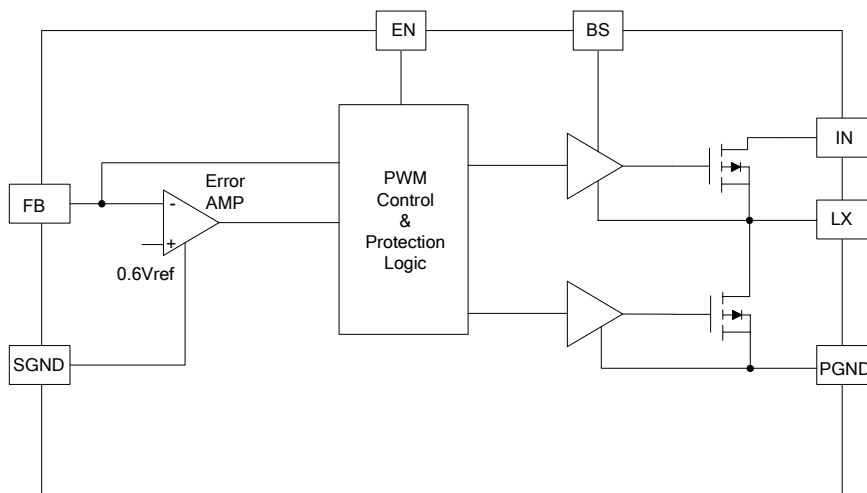 EN
BS
IN
FB
Error
AMP
-
+
0.6Vref
PWM
Control
&
Protection
Logic
LX
SGND
PGND